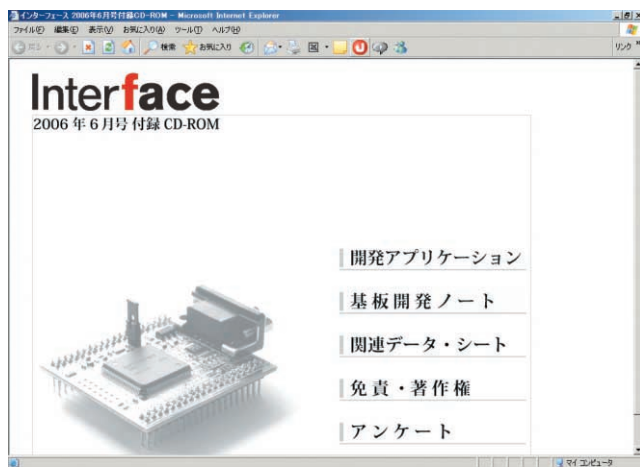 インターフェース 2006年6月号付録CD-ROM - Microsoft Internet Explorer
ファイル(F) 編集(E) 表示(V) お気に入り(A) ツール(T) ヘルプ(H)
検索 お気に入り リンク
Interface
2006 年 6 月号 付録 CD-ROM
開発アプリケーション
基板開発ノート
関連データ・シート
免責・著作権
アンケート
マイ コンピュータ